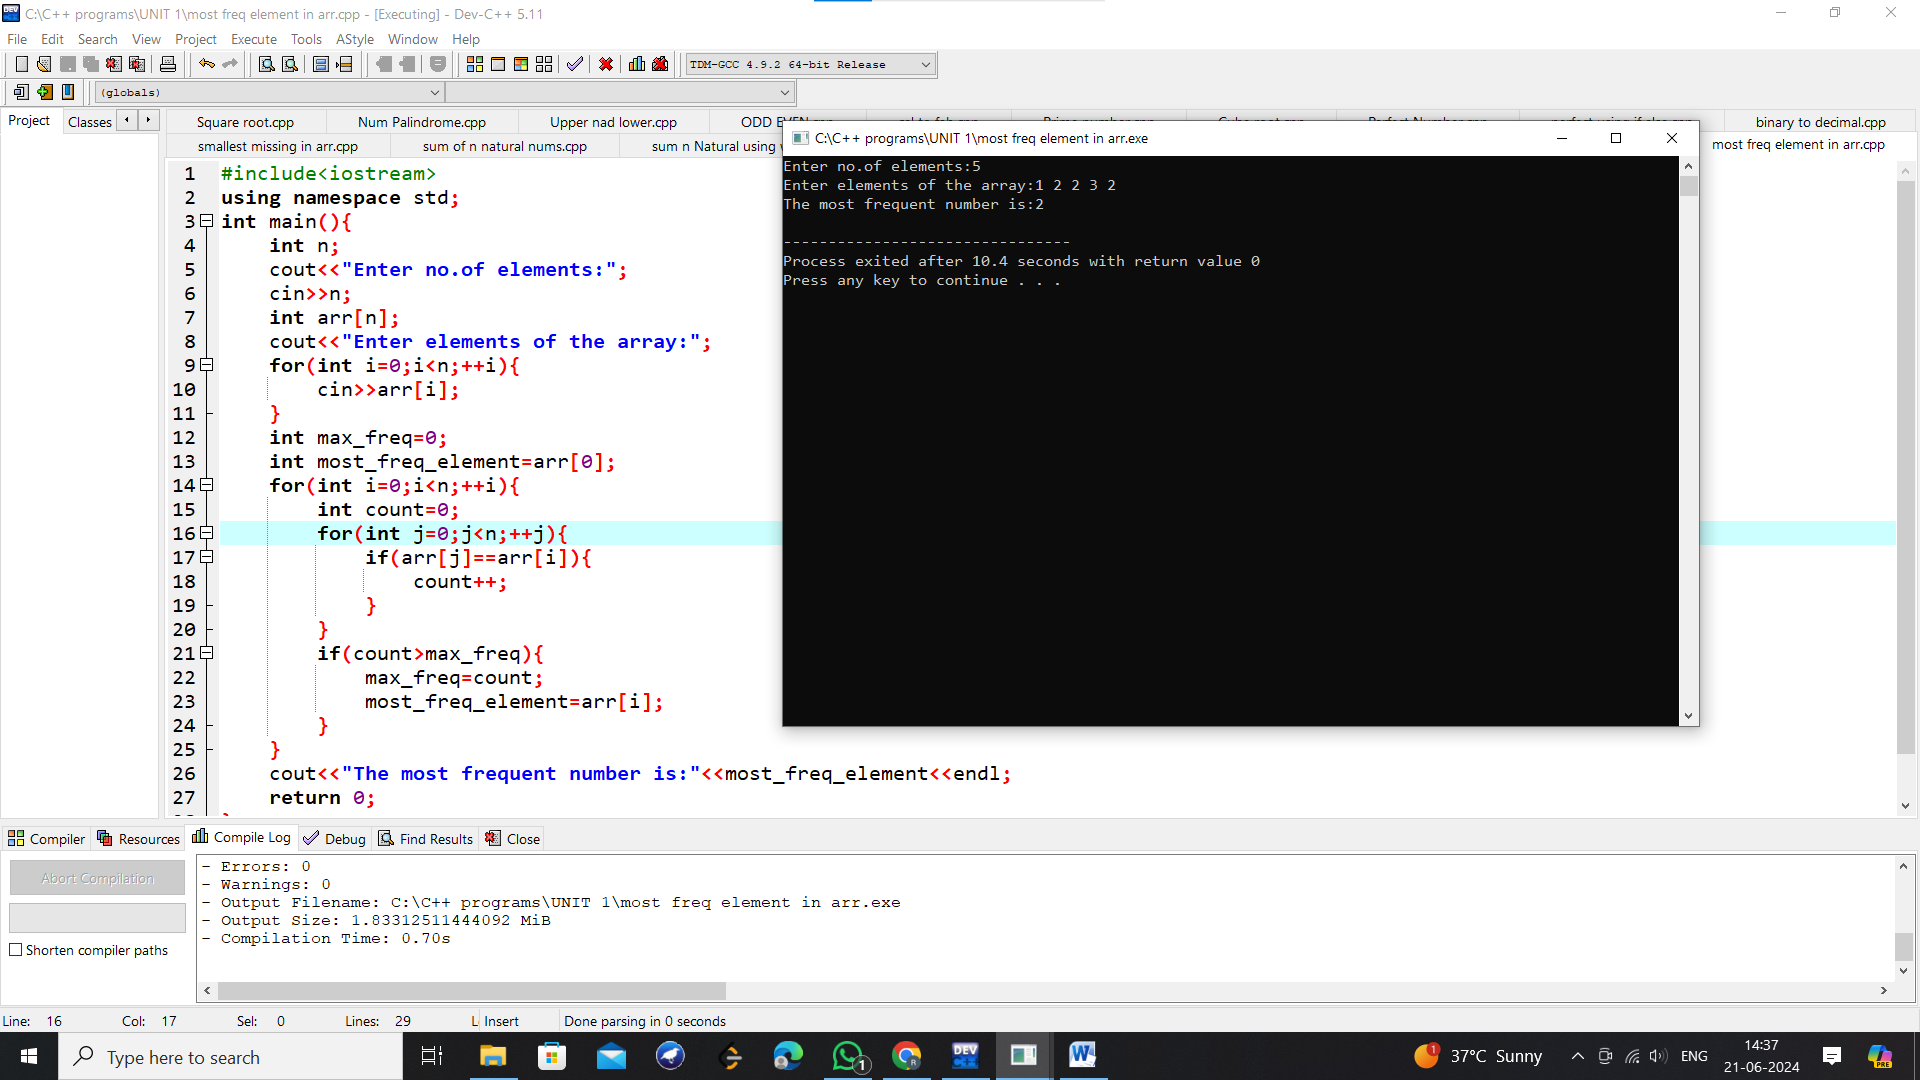 C:\C++ programs\UNIT 1\most freq element in arr.cpp - [Executing] - Dev-C++ 5.11
File Edit Search View Project Execute Tools AStyle Window Help
TDM-GCC 4.9.2 64-bit Release
(globals)
Project Classes
Square root.cpp Num Palindrome.cpp Upper nad lower.cpp ODD binary to decimal.cpp
smallest missing in arr.cpp sum of n natural nums.cpp sum n Natural using most freq element in arr.cpp
1 #include<iostream>
2 using namespace std;
3 int main(){
4 int n;
5 cout<<"Enter no.of elements:";
6 cin>>n;
7 int arr[n];
8 cout<<"Enter elements of the array:";
9 for(int i=0;i<n;++i){
10 cin>>arr[i];
11 }
12 int max_freq=0;
13 int most_freq_element=arr[0];
14 for(int i=0;i<n;++i){
15 int count=0;
16 for(int j=0;j<n;++j){
17 if(arr[j]==arr[i]){
18 count++;
19 }
20 }
21 if(count>max_freq){
22 max_freq=count;
23 most_freq_element=arr[i];
24 }
25 }
26 cout<<"The most frequent number is:"<<most_freq_element<<endl;
27 return 0;
C:\C++ programs\UNIT 1\most freq element in arr.exe
Enter no.of elements:5
Enter elements of the array:1 2 2 3 2
The most frequent number is:2
--------------------------------
Process exited after 10.4 seconds with return value 0
Press any key to continue . . .
Compiler Resources Compile Log Debug Find Results Close
Abort Compilation
Shorten compiler paths
- Errors: 0
- Warnings: 0
- Output Filename: C:\C++ programs\UNIT 1\most freq element in arr.exe
- Output Size: 1.83312511444092 MiB
- Compilation Time: 0.70s
Line: 16 Col: 17 Sel: 0 Lines: 29 Insert Done parsing in 0 seconds
Type here to search
DEV
1
37°C Sunny
ENG
14:37
21-06-2024
PRE